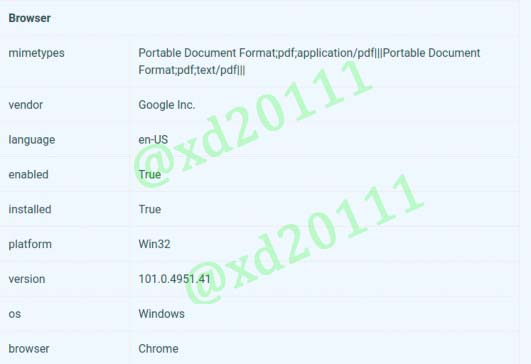 Browser
mimetypes Portable Document Format;pdf;application/pdf|||Portable Document
Format;pdf;text/pdf|||
vendor Google Inc.
language en-US
enabled True
installed True
platform Win32
version 101.0.4951.41
os Windows
browser Chrome
@xd20111
@xd20111